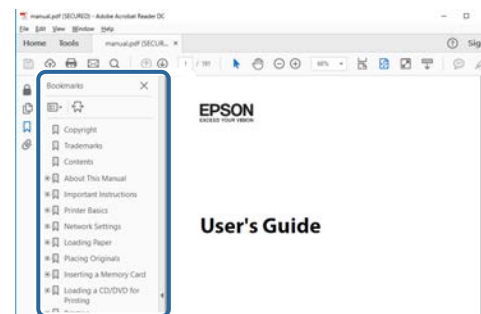 manual.pdf (SECURED) - Adobe Acrobat Reader DC
File Edit View Window Help
Home Tools manual.pdf (SECUR... ×
Sig
1
Bookmarks
Copyright
Trademarks
Contents
About This Manual
Important Instructions
Printer Basics
Network Settings
Loading Paper
Placing Originals
Inserting a Memory Card
Loading a CD/DVD for
Printing
EPSON
EXCEED YOUR VISION
User's Guide